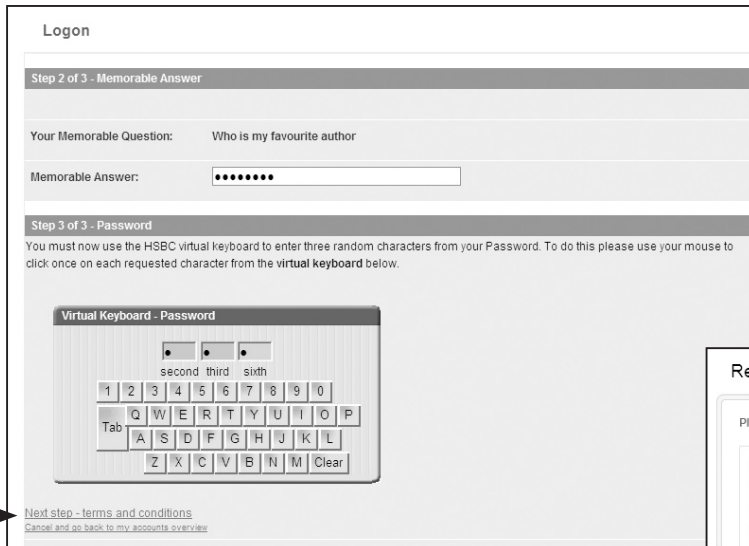 Logon
Step 2 of 3 - Memorable Answer
Your Memorable Question: Who is my favourite author
Memorable Answer: ●●●●●●●●
Step 3 of 3 - Password
You must now use the HSBC virtual keyboard to enter three random characters from your Password. To do this please use your mouse to
click once on each requested character from the virtual keyboard below.
Virtual Keyboard - Password
● ● ●
second third sixth
1 2 3 4 5 6 7 8 9 0
Tab Q W E R T Y U I O P
A S D F G H J K L
Z X C V B N M Clear
Next step - terms and conditions
Cancel and go back to my accounts overview
Re
Pl